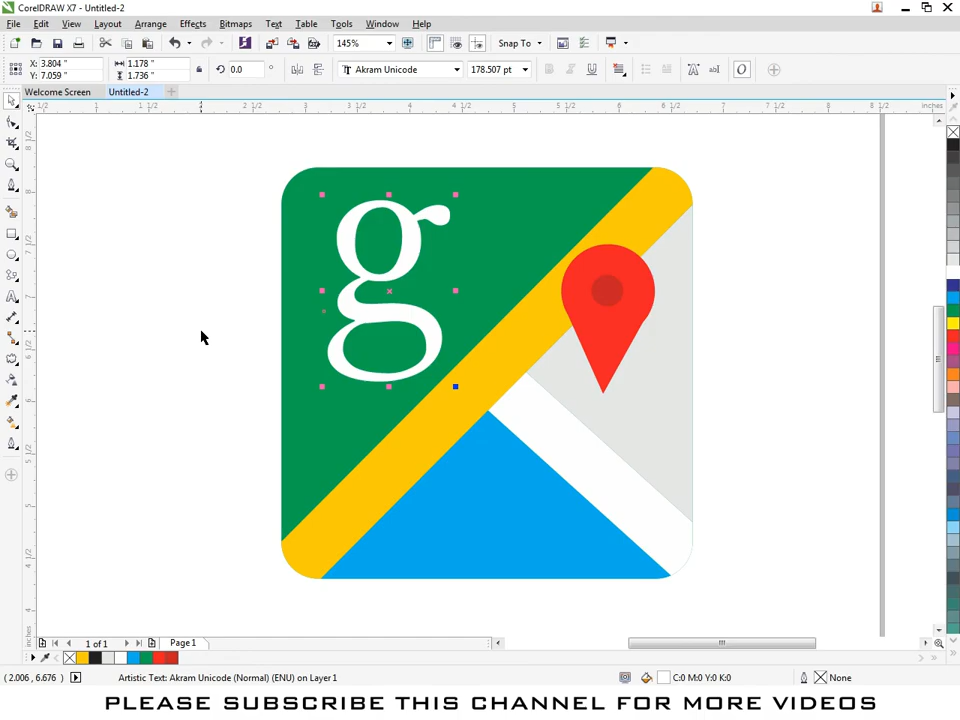 CorelDRAW X7 - Untitled-2
File Edit View Layout Arrange Effects Bitmaps Text Table Tools Window Help
145% Snap To
X: 3.804 " 1.178 " 0.0 ° Akram Unicode 178.507 pt
Y: 7.059 " 1.736 "
Welcome Screen Untitled-2
inches
g
1 of 1 Page 1
(2.006, 6.676) Artistic Text: Akram Unicode (Normal) (ENU) on Layer 1 C:0 M:0 Y:0 K:0 None
PLEASE SUBSCRIBE THIS CHANNEL FOR MORE VIDEOS